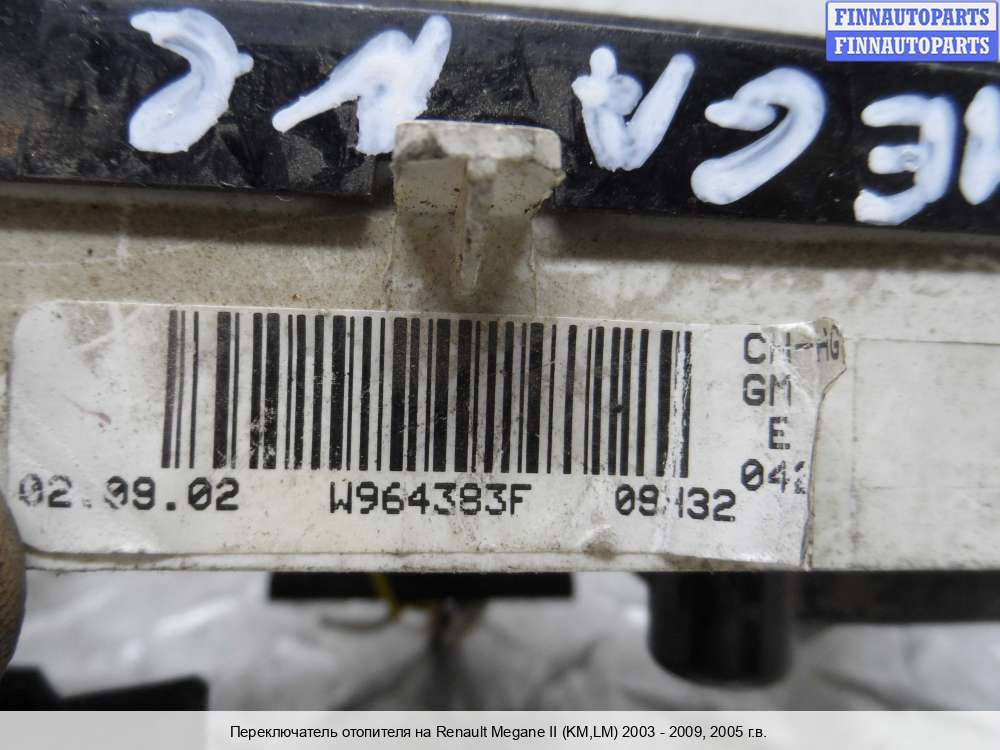 FINNAUTOPARTS
FINNAUTOPARTS
CH-HG
GM
E
02.09.02 W964383F 09H32
Переключатель отопителя на Renault Megane II (KM,LM) 2003 - 2009, 2005 г.в.